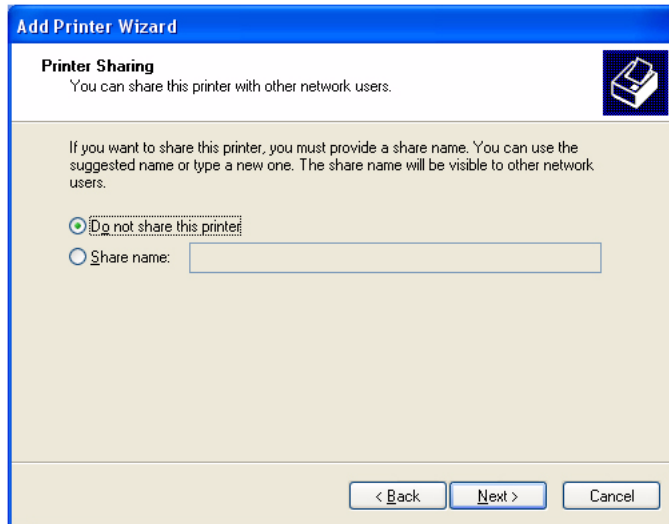 Add Printer Wizard
Printer Sharing
You can share this printer with other network users.
If you want to share this printer, you must provide a share name. You can use the
suggested name or type a new one. The share name will be visible to other network
users.
Do not share this printer
Share name:
< Back Next > Cancel